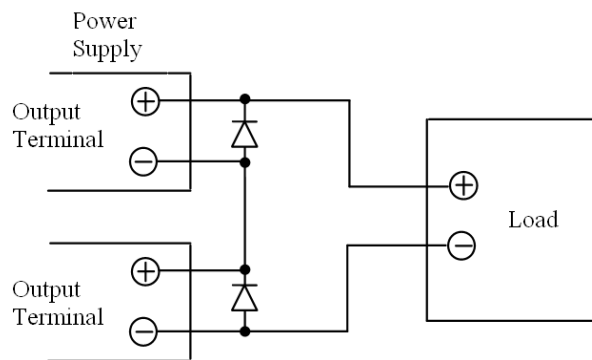 Power
Supply
Output
Terminal
+
−
Load
+
−
Output
Terminal
+
−